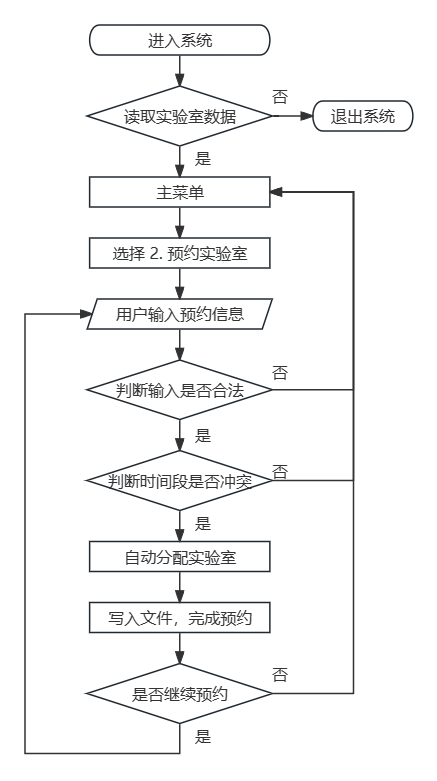 进入系统
读取实验室数据
否
退出系统
是
主菜单
选择 2. 预约实验室
用户输入预约信息
判断输入是否合法
否
是
判断时间段是否冲突
否
是
自动分配实验室
写入文件，完成预约
是否继续预约
否
是